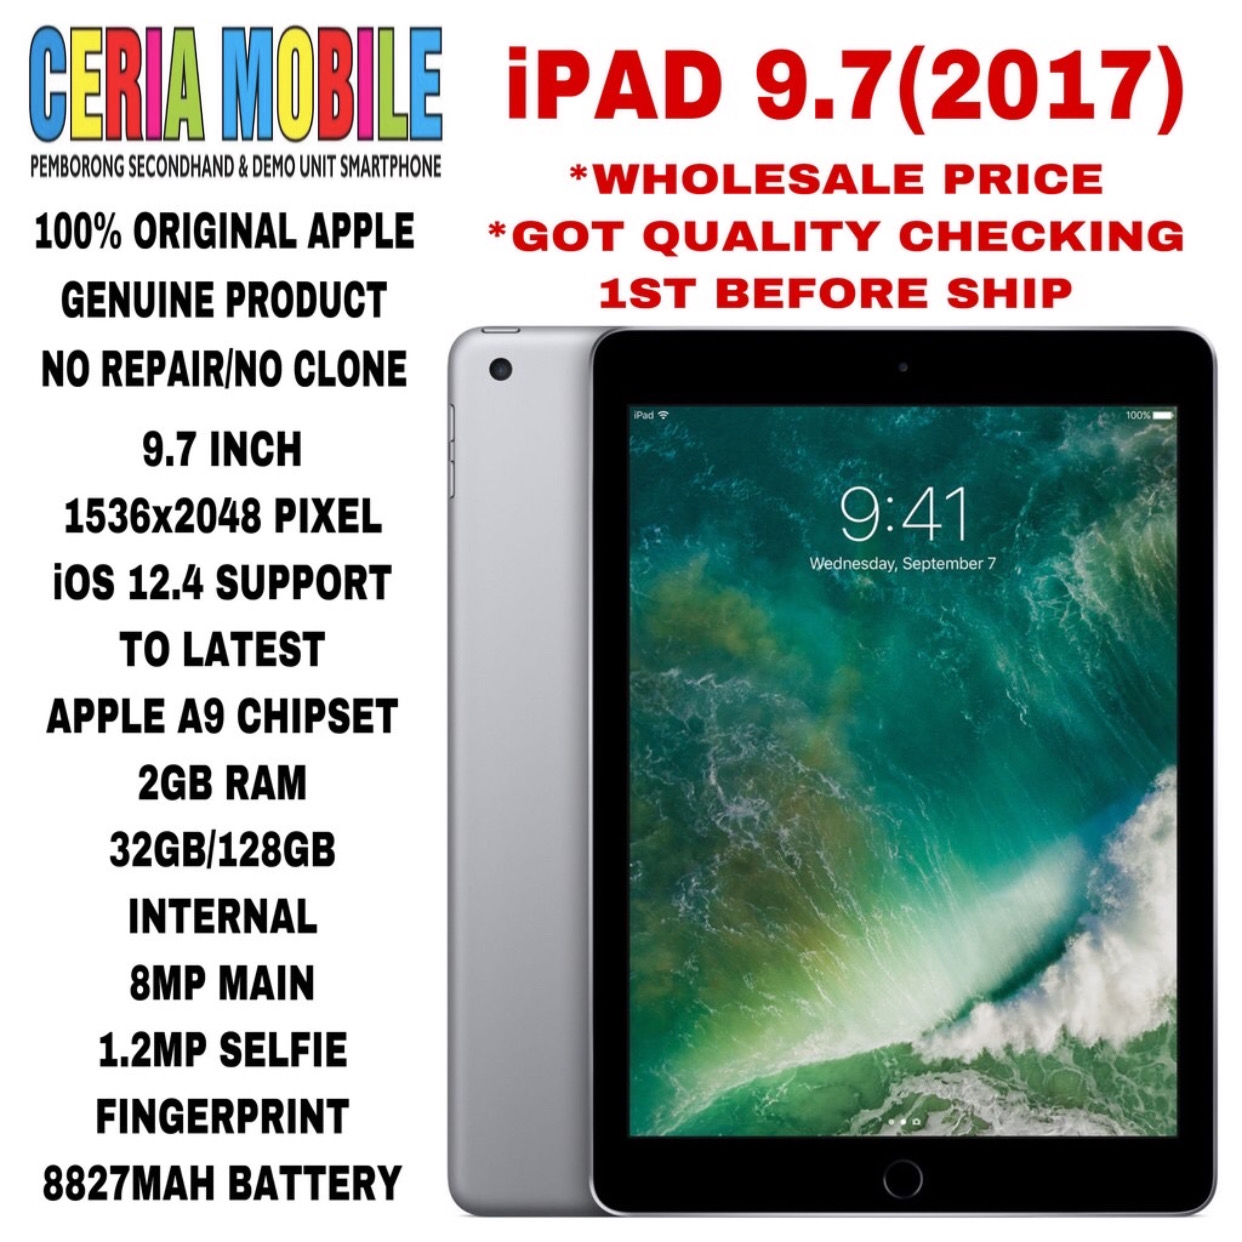 CERIA MOBILE
PEMBORONG SECONDHAND & DEMO UNIT SMARTPHONE
iPAD 9.7(2017)
*WHOLESALE PRICE
*GOT QUALITY CHECKING
1ST BEFORE SHIP
100% ORIGINAL APPLE
GENUINE PRODUCT
NO REPAIR/NO CLONE
9.7 INCH
1536x2048 PIXEL
iOS 12.4 SUPPORT
TO LATEST
APPLE A9 CHIPSET
2GB RAM
32GB/128GB
INTERNAL
8MP MAIN
1.2MP SELFIE
FINGERPRINT
8827MAH BATTERY
iPad
100%
9:41
Wednesday, September 7